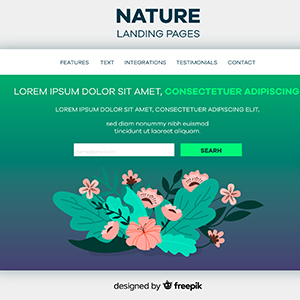 NATURE
LANDING PAGES
FEATURES TEXT INTEGRATIONS TESTIMONIALS CONTACT
LOREM IPSUM DOLOR SIT AMET, CONSECTETUER ADIPISCING
LOREM IPSUM DOLOR SIT AMET, CONSECTETUER ADIPISCING ELIT,
sed diam nonummy nibh euismod
tincidunt ut laoreet aliquam.
SEARH
designed by freepik